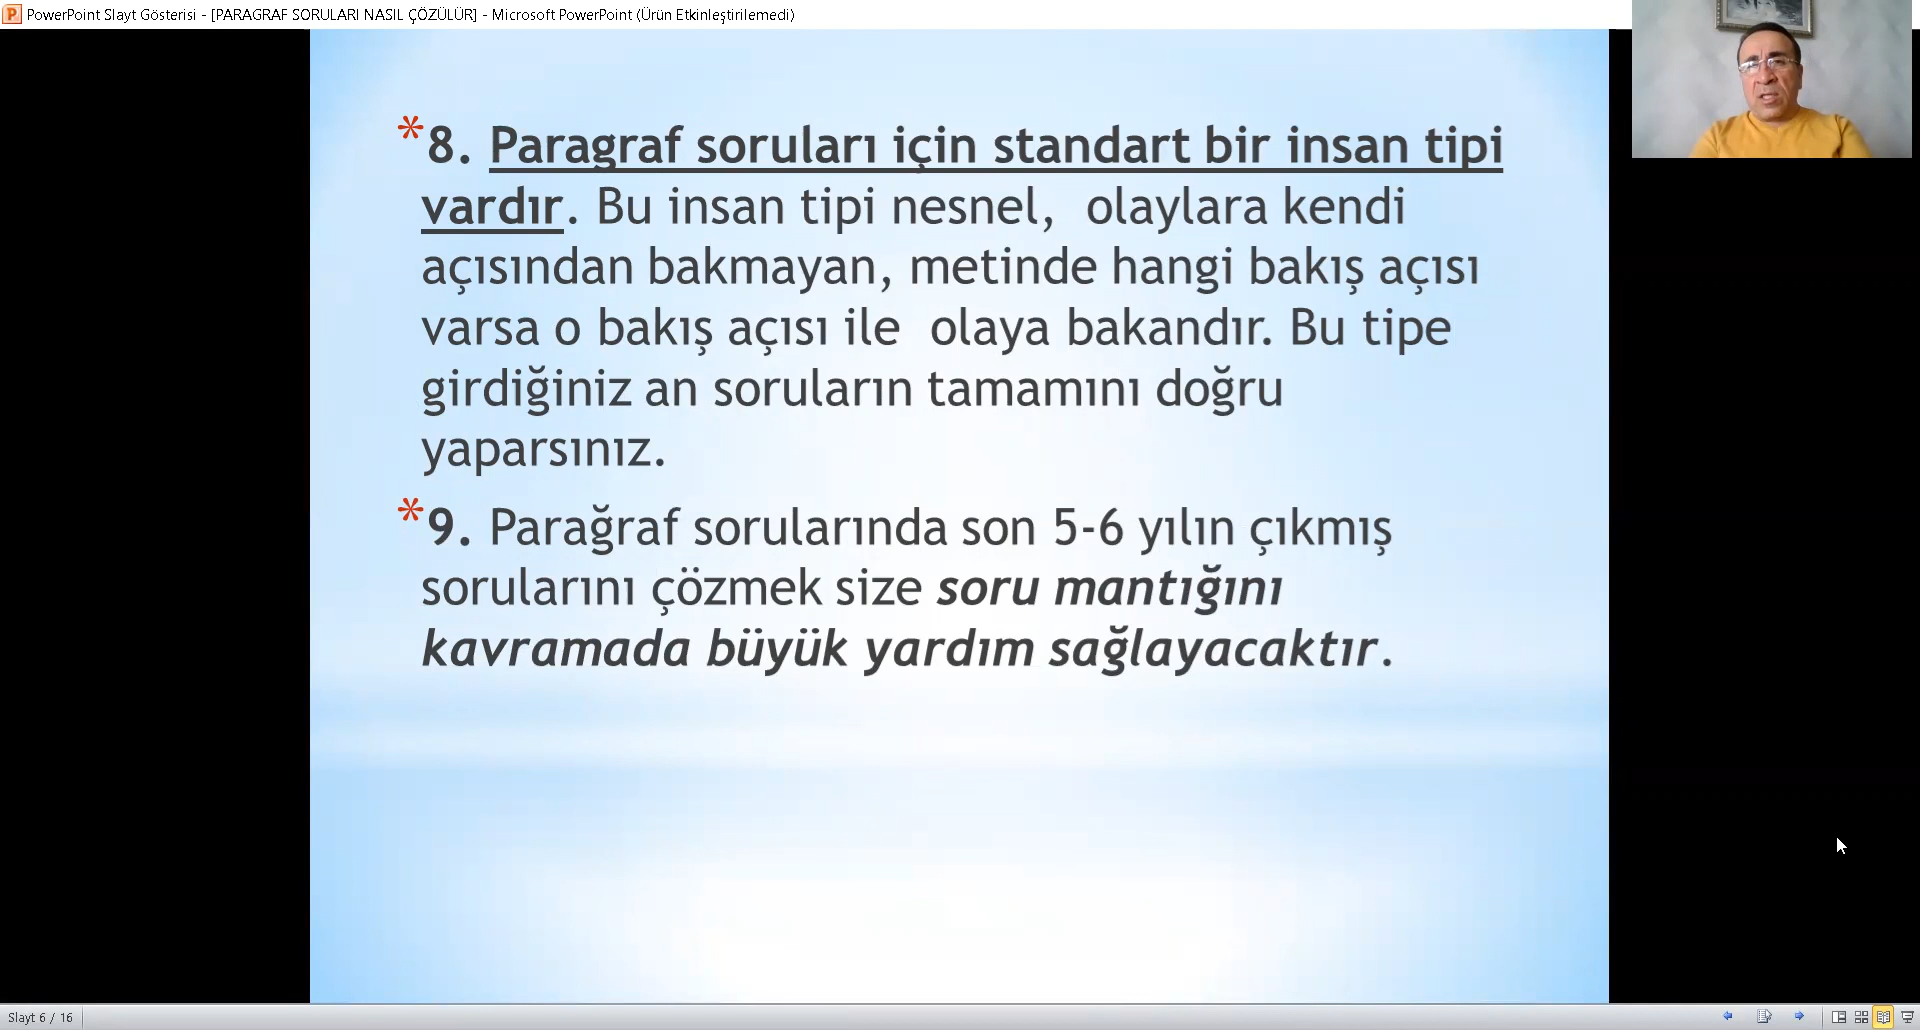 PowerPoint Slayt Gösterisi - [PARAGRAF SORULARI NASIL ÇÖZÜLÜR] - Microsoft PowerPoint (Ürün Etkinleştirilemedi)
*8. Paragraf soruları için standart bir insan tipi
vardır. Bu insan tipi nesnel, olaylara kendi
açısından bakmayan, metinde hangi bakış açısı
varsa o bakış açısı ile olaya bakandır. Bu tipe
girdiğiniz an soruların tamamını doğru
yaparsınız.
*9. Parağraf sorularında son 5-6 yılın çıkmış
sorularını çözmek size soru mantığını
kavramada büyük yardım sağlayacaktır.
Slayt 6 / 16